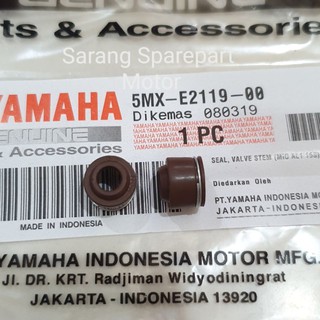 GENUINE
ts & Accessories
Sarang Sparepart
Motor
YAMAHA
GENUINE
& Accessories
5MX-E2119-00
Dikemas 080319
1 PC
SEAL, VALVE STEM
Diedarkan Oleh
PT.YAMAHA INDONESIA MO
JAKARTA-INDONESI
MADE IN INDONESIA
YAMAHA INDONESIA MOTOR MFG.
JL. DR. KRT. Radjiman Widyodiningrat
JAKARTA - INDONESIA 13920